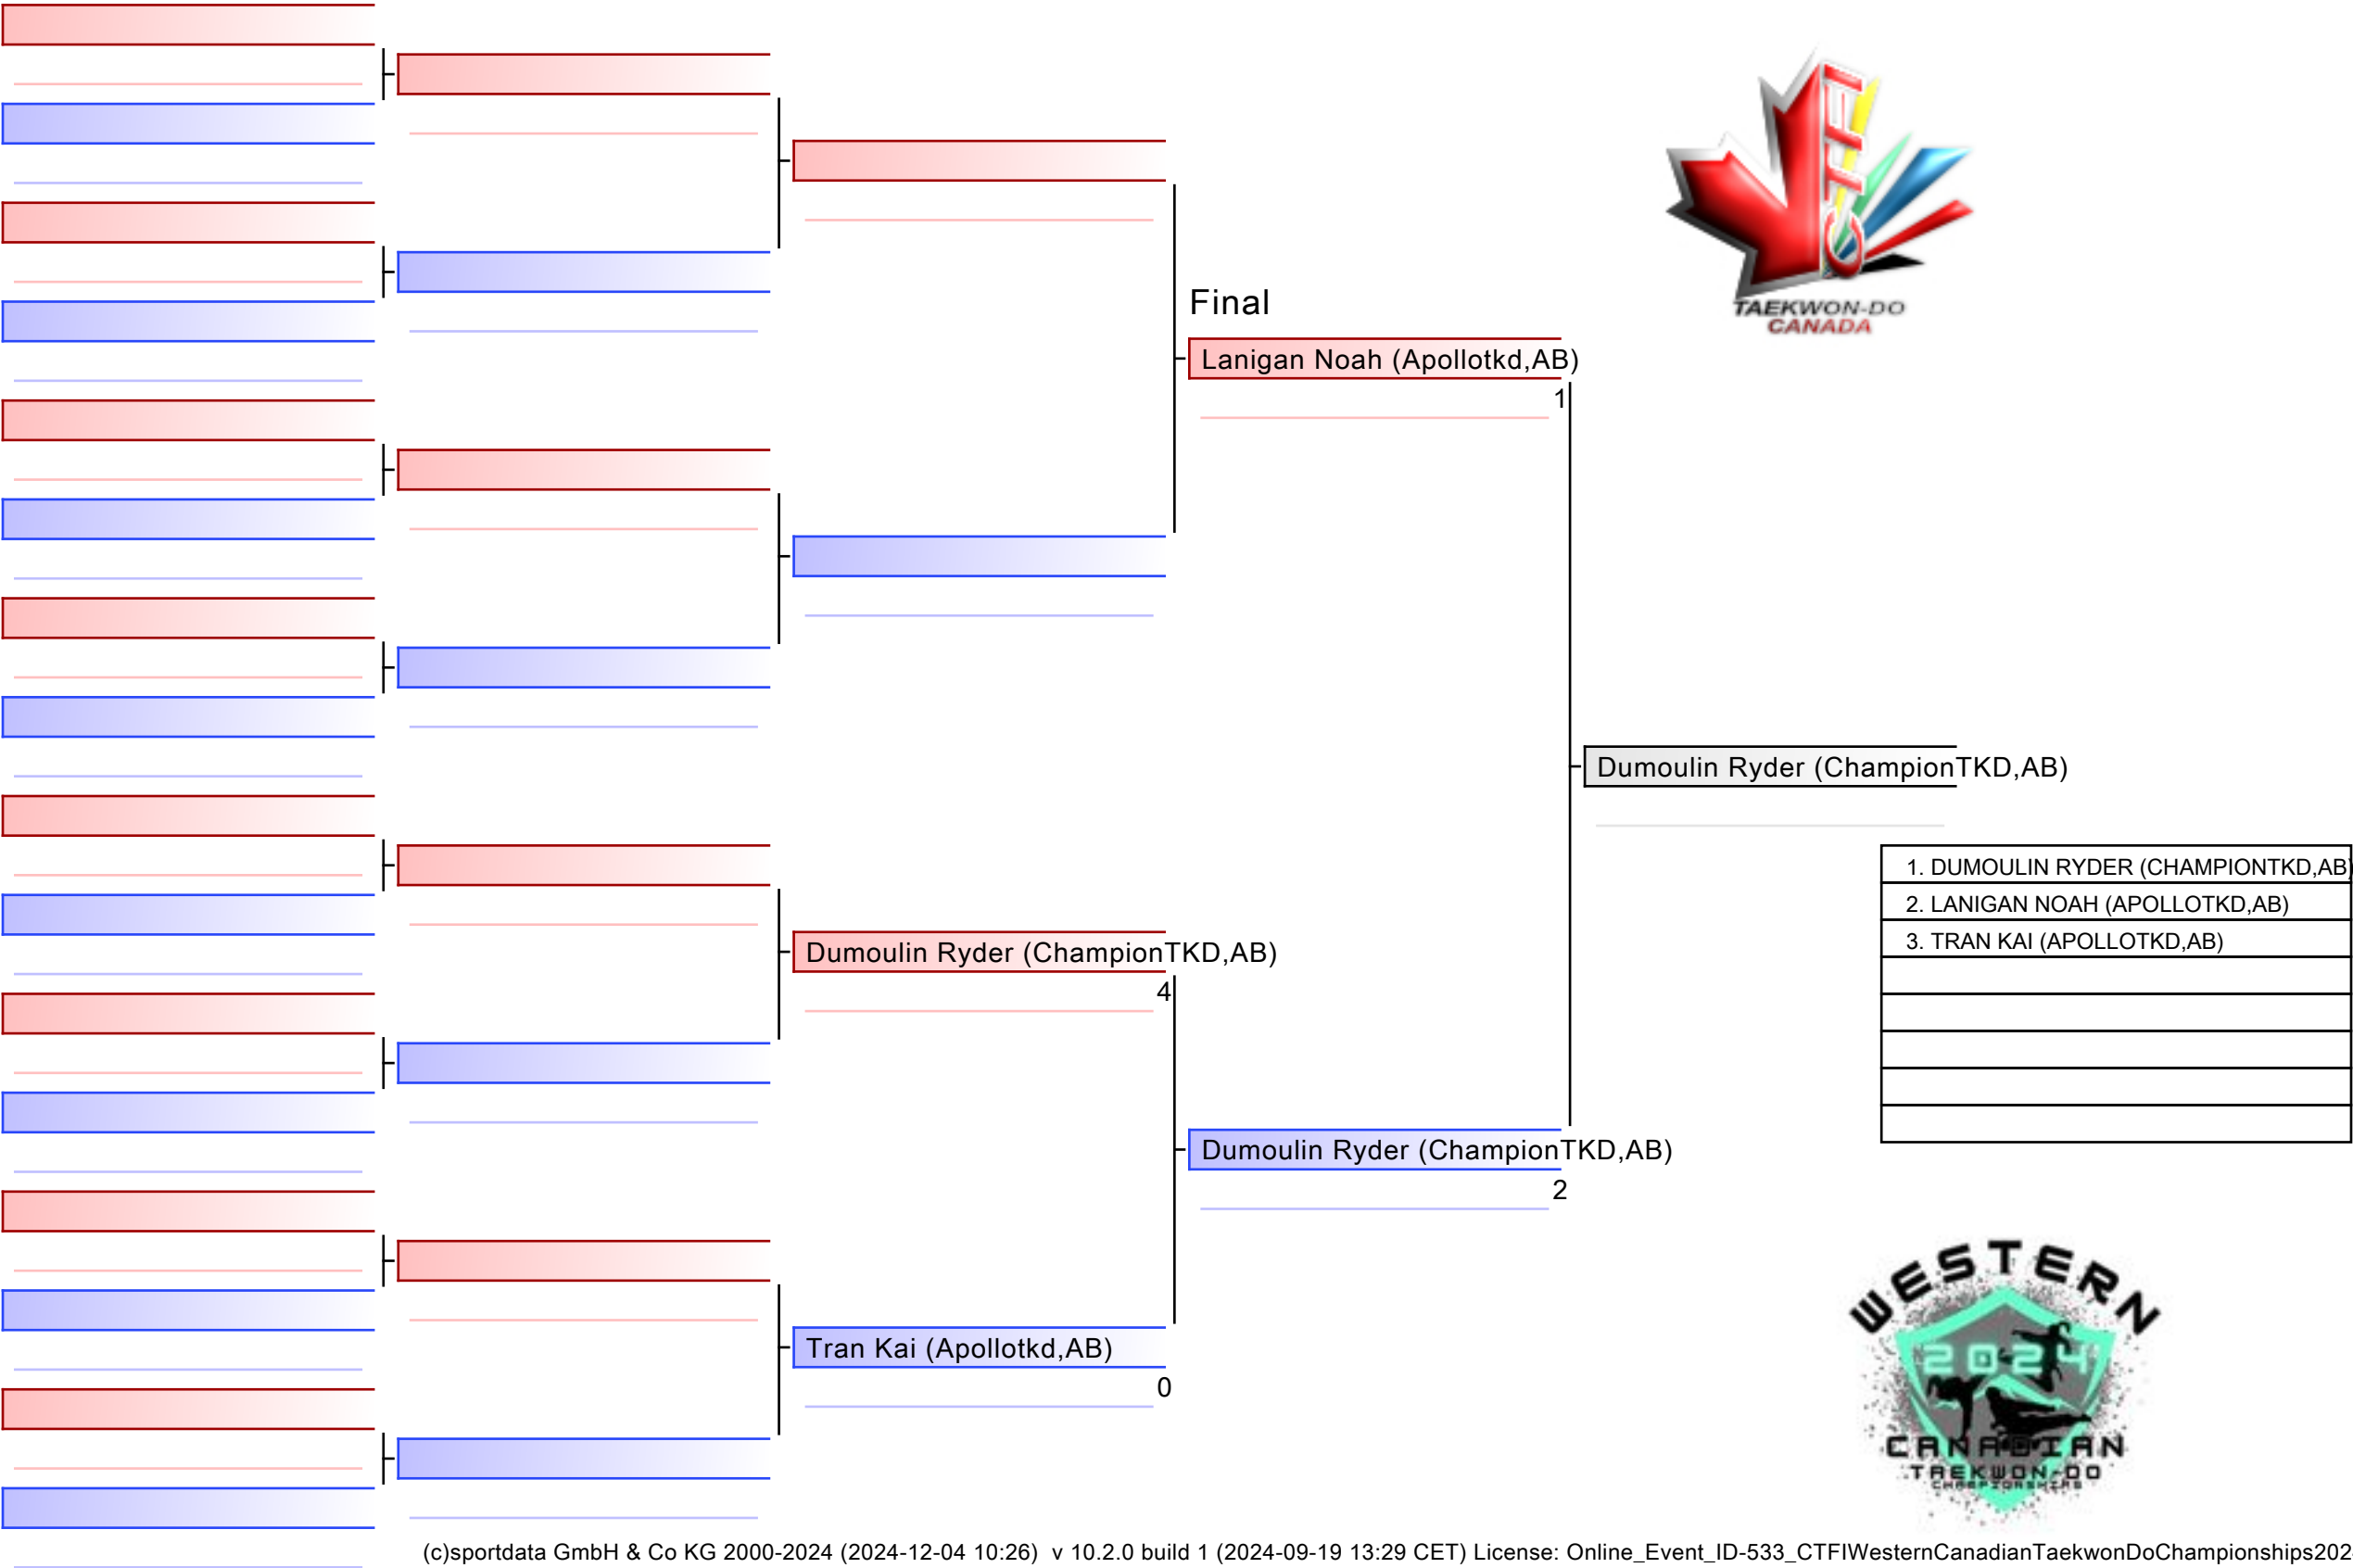 CTFI
TAEKWON-DO
CANADA
Final
Lanigan Noah (Apollotkd,AB)
1
Dumoulin Ryder (ChampionTKD,AB)
1. DUMOULIN RYDER (CHAMPIONTKD,AB)
2. LANIGAN NOAH (APOLLOTKD,AB)
3. TRAN KAI (APOLLOTKD,AB)
Dumoulin Ryder (ChampionTKD,AB)
4
Dumoulin Ryder (ChampionTKD,AB)
2
Tran Kai (Apollotkd,AB)
0
WESTERN
2024
CANADIAN
TAEKWON-DO
CHAMPIONSHIPS
(c)sportdata GmbH & Co KG 2000-2024 (2024-12-04 10:26) v 10.2.0 build 1 (2024-09-19 13:29 CET) License: Online_Event_ID-533_CTFIWesternCanadianTaekwonDoChampionships202